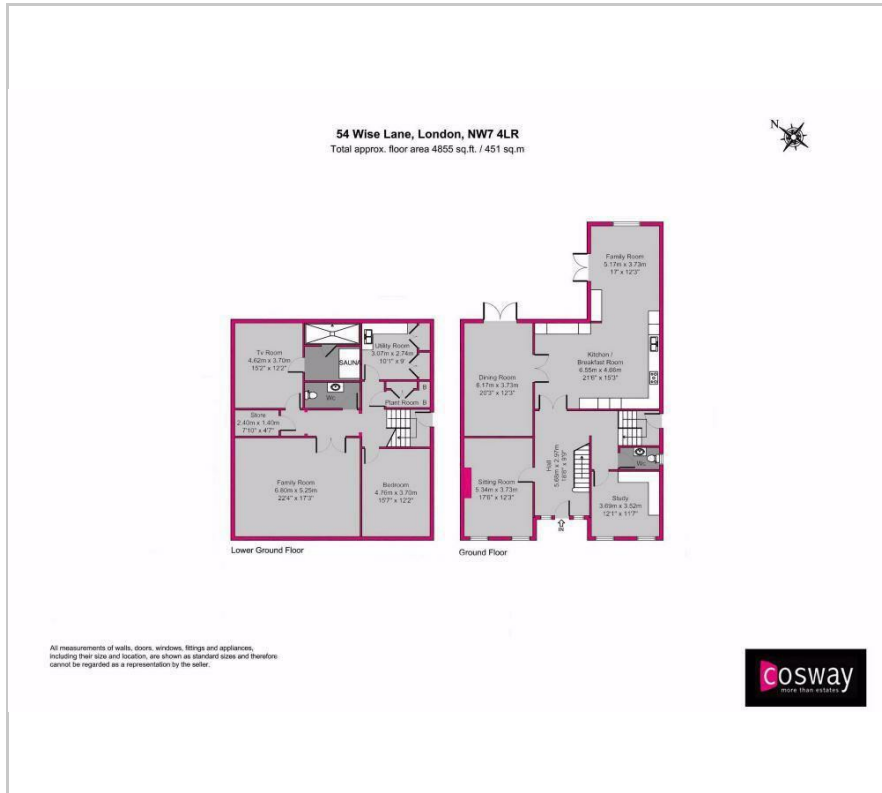 54 Wise Lane, London, NW7 4LR
Total approx. floor area 4855 sq.ft. / 451 sq.m
N
Tv Room
4.62m x 3.70m
15'2" x 12'2"
SAUNA
Utility Room
3.07m x 2.74m
10'1" x 9'
Wc
Plant Room
B
B
Store
2.40m x 1.40m
7'10" x 4'7"
Family Room
6.80m x 5.25m
22'4" x 17'3"
Bedroom
4.76m x 3.70m
15'7" x 12'2"
Lower Ground Floor
Family Room
5.17m x 3.73m
17' x 12'3"
Kitchen /
Breakfast Room
6.55m x 4.66m
21'6" x 15'3"
Dining Room
6.17m x 3.73m
20'3" x 12'3"
Hall
5.68m x 2.97m
18'8" x 9'9"
Sitting Room
5.34m x 3.73m
17'6" x 12'3"
Wc
Study
3.69m x 3.52m
12'1" x 11'7"
IN
Ground Floor
All measurements of walls, doors, windows, fittings and appliances,
including their size and location, are shown as standard sizes and therefore
cannot be regarded as a representation by the seller.
cosway
more than estates